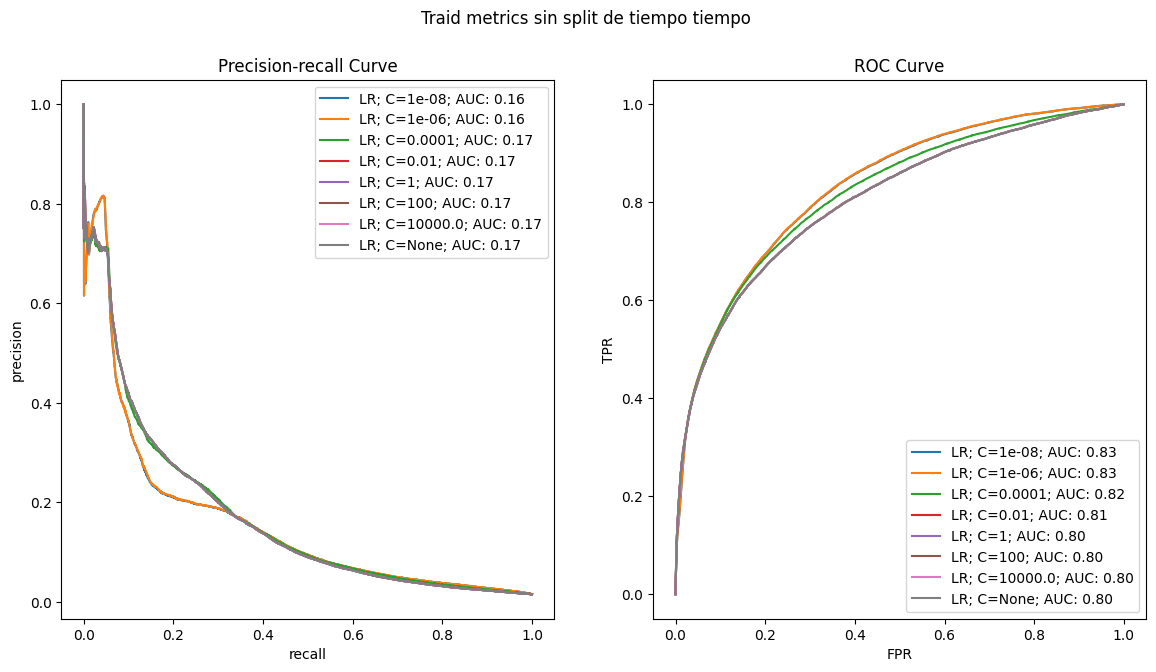 Traid metrics sin split de tiempo tiempo
Precision-recall Curve
1.0
0.8
0.6
0.4
0.2
0.0
precision
0.0 0.2 0.4 0.6 0.8 1.0
recall
LR; C=1e-08; AUC: 0.16
LR; C=1e-06; AUC: 0.16
LR; C=0.0001; AUC: 0.17
LR; C=0.01; AUC: 0.17
LR; C=1; AUC: 0.17
LR; C=100; AUC: 0.17
LR; C=10000.0; AUC: 0.17
LR; C=None; AUC: 0.17
ROC Curve
1.0
0.8
0.6
0.4
0.2
0.0
TPR
0.0 0.2 0.4 0.6 0.8 1.0
FPR
LR; C=1e-08; AUC: 0.83
LR; C=1e-06; AUC: 0.83
LR; C=0.0001; AUC: 0.82
LR; C=0.01; AUC: 0.81
LR; C=1; AUC: 0.80
LR; C=100; AUC: 0.80
LR; C=10000.0; AUC: 0.80
LR; C=None; AUC: 0.80